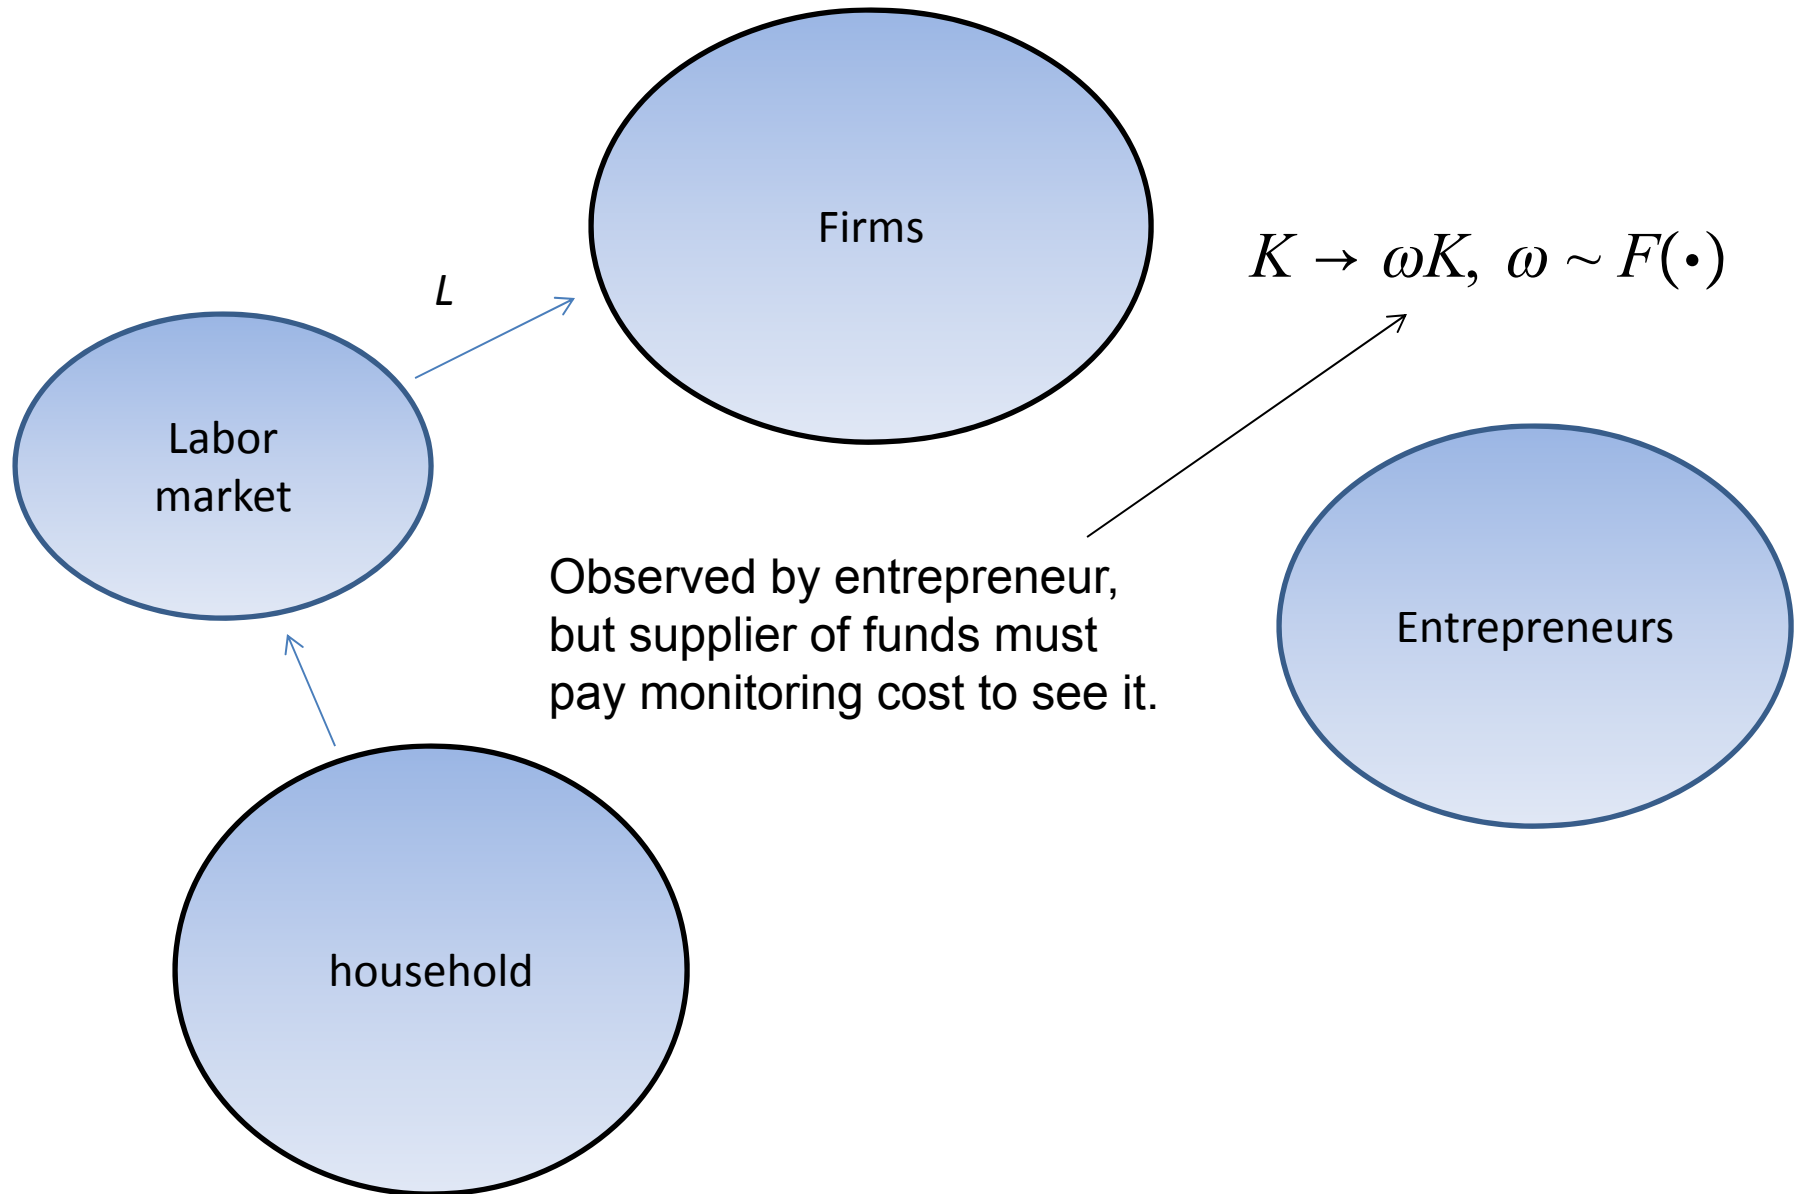 Firms
K → ωK, ω ~ F(·)
L
Labor
market
Observed by entrepreneur,
but supplier of funds must
pay monitoring cost to see it.
Entrepreneurs
household